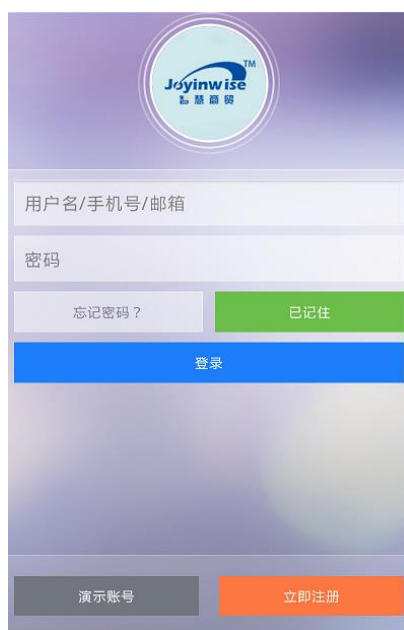 Joyinwise TM
智慧商贸
用户名/手机号/邮箱
密码
忘记密码？ 已记住
登录
演示账号 立即注册